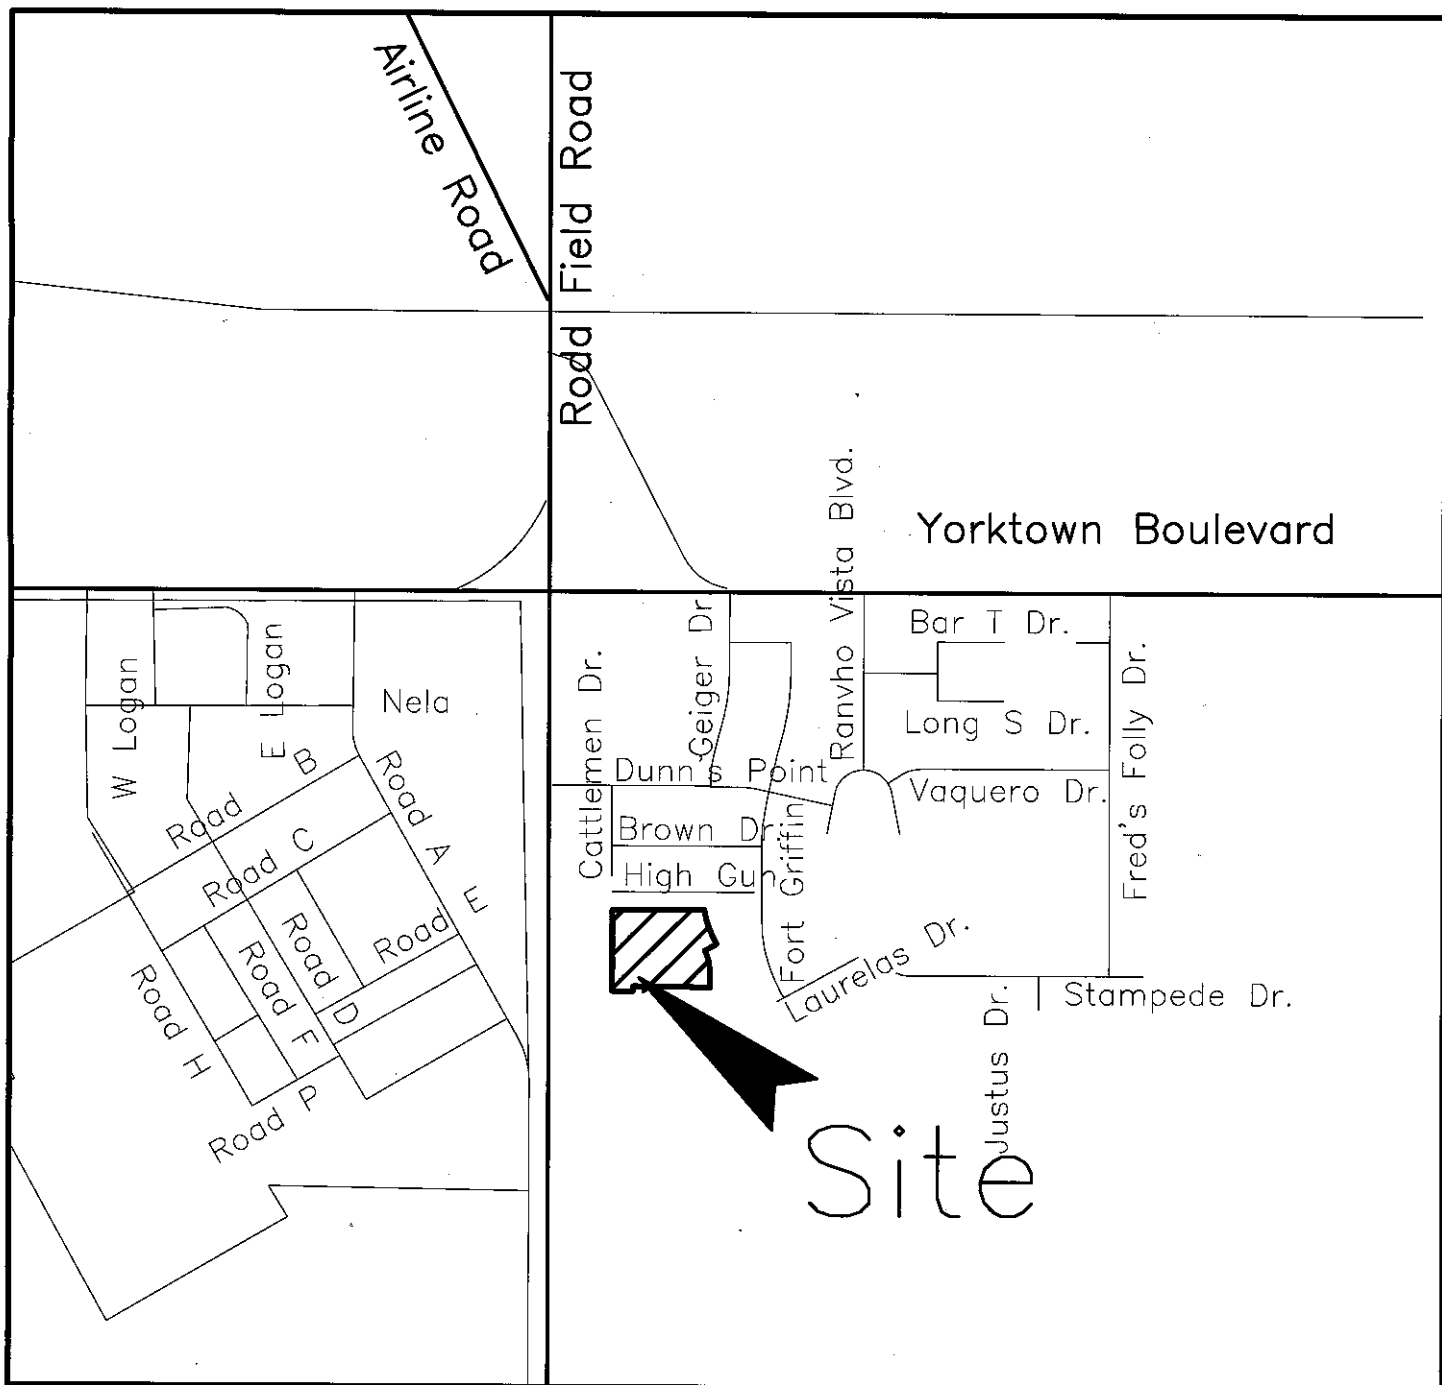 Airline Road
Rodd Field Road
Yorktown Boulevard
Ranvho Vista Blvd.
Bar T Dr.
Geiger Dr
W Logan
E Logan
Nela
Cattlemen Dr.
Long S Dr.
Fred's Folly Dr.
Road B
Road A
Dunn's Point
Vaquero Dr.
Road C
Brown Dr.
High Gun
Fort Griffin
Road E
Road D
Road F
Road H
Laurelas Dr.
Stampede Dr.
Justus Dr.
Road P
Site